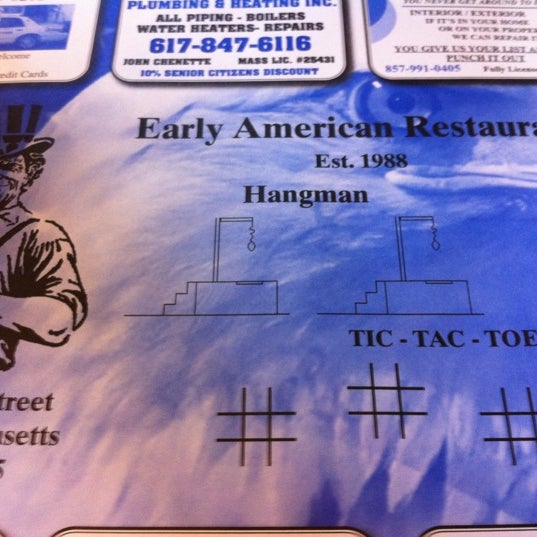 PLUMBING & HEATING INC.
ALL PIPING - BOILERS
WATER HEATERS- REPAIRS
617-847-6116
JOHN CHENETTE MASS LIC. #25431
10% SENIOR CITIZENS DISCOUNT
elcome
edit Cards
YOU NEVER GET AROUND TO
INTERIOR / EXTERIOR
IF IT'S IN YOUR HOME
OR ON YOUR PROPER
WE CAN REPAIR I
YOU GIVE US YOUR LIST A
PUNCH IT OUT
857-991-0405 Fully License
Early American Restaura
Est. 1988
Hangman
TIC - TAC - TOE
treet
usetts
5